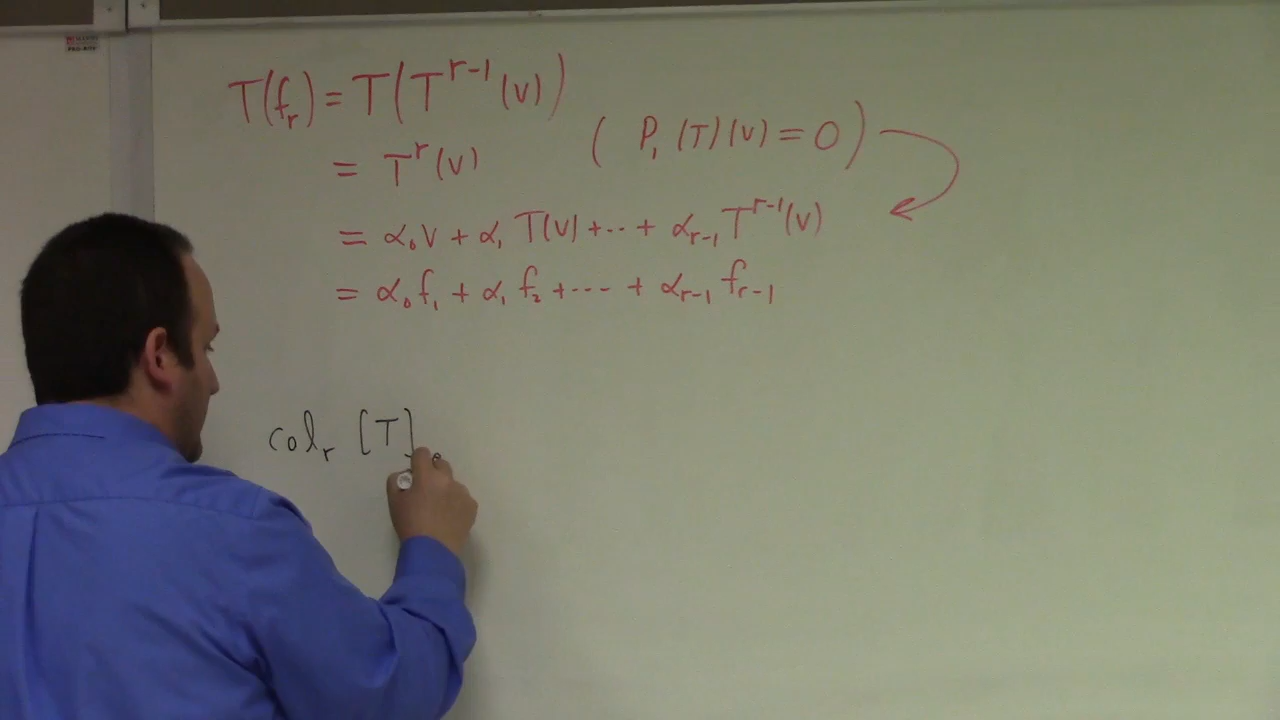 T(f_r) = T(T^{r-1}(v))
= T^r(v) ( P_1(T)(v) = 0 )
= α_0 v + α_1 T(v) + ... + α_{r-1} T^{r-1}(v)
= α_0 f_1 + α_1 f_2 + .... + α_{r-1} f_{r-1}
col_r [T]